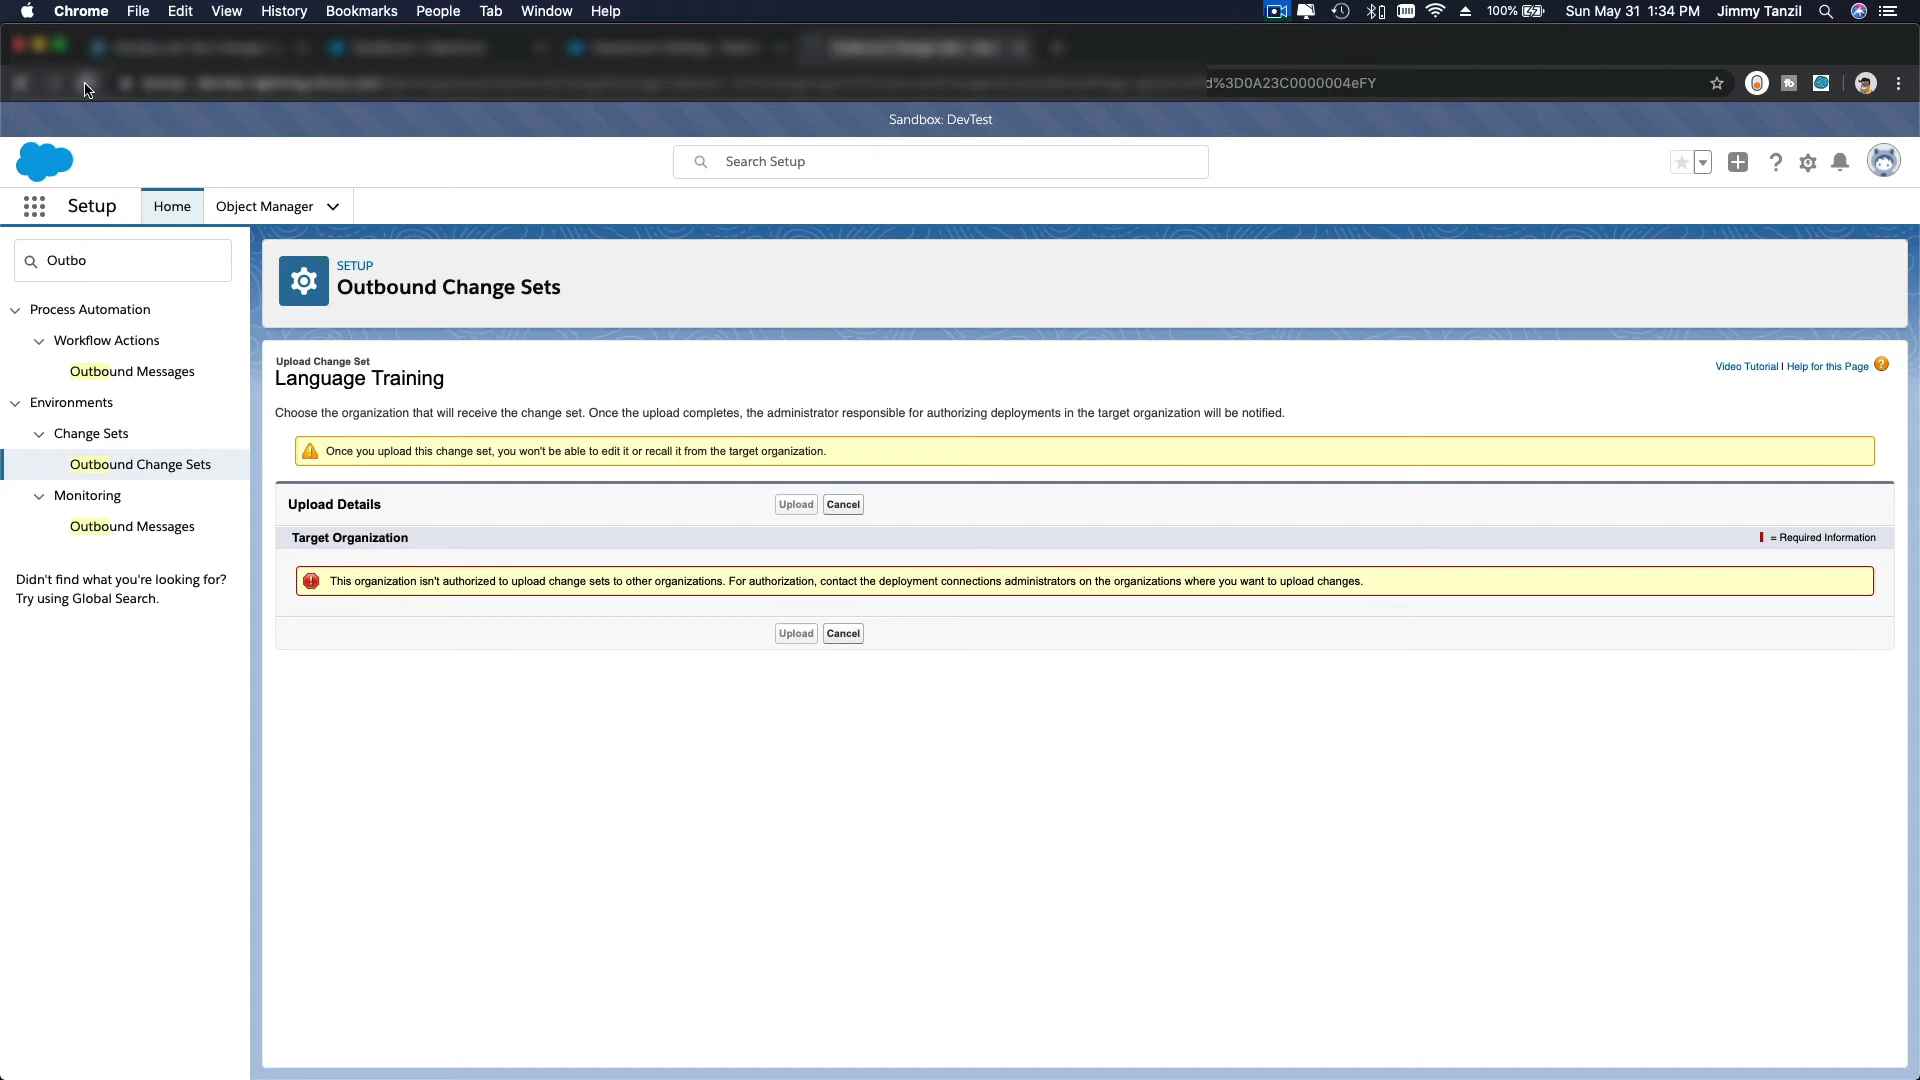 Chrome File Edit View History Bookmarks People Tab Window Help 100% Sun May 31 1:34 PM Jimmy Tanzil
d%3D0A23C0000004eFY
Sandbox: DevTest
Search Setup
Setup Home Object Manager
Outbo
Process Automation
Workflow Actions
Outbound Messages
Environments
Change Sets
Outbound Change Sets
Monitoring
Outbound Messages
Didn't find what you're looking for?
Try using Global Search.
SETUP
Outbound Change Sets
Upload Change Set
Language Training
Video Tutorial | Help for this Page
Choose the organization that will receive the change set. Once the upload completes, the administrator responsible for authorizing deployments in the target organization will be notified.
Once you upload this change set, you won't be able to edit it or recall it from the target organization.
Upload Details Upload Cancel
Target Organization = Required Information
This organization isn't authorized to upload change sets to other organizations. For authorization, contact the deployment connections administrators on the organizations where you want to upload changes.
Upload Cancel